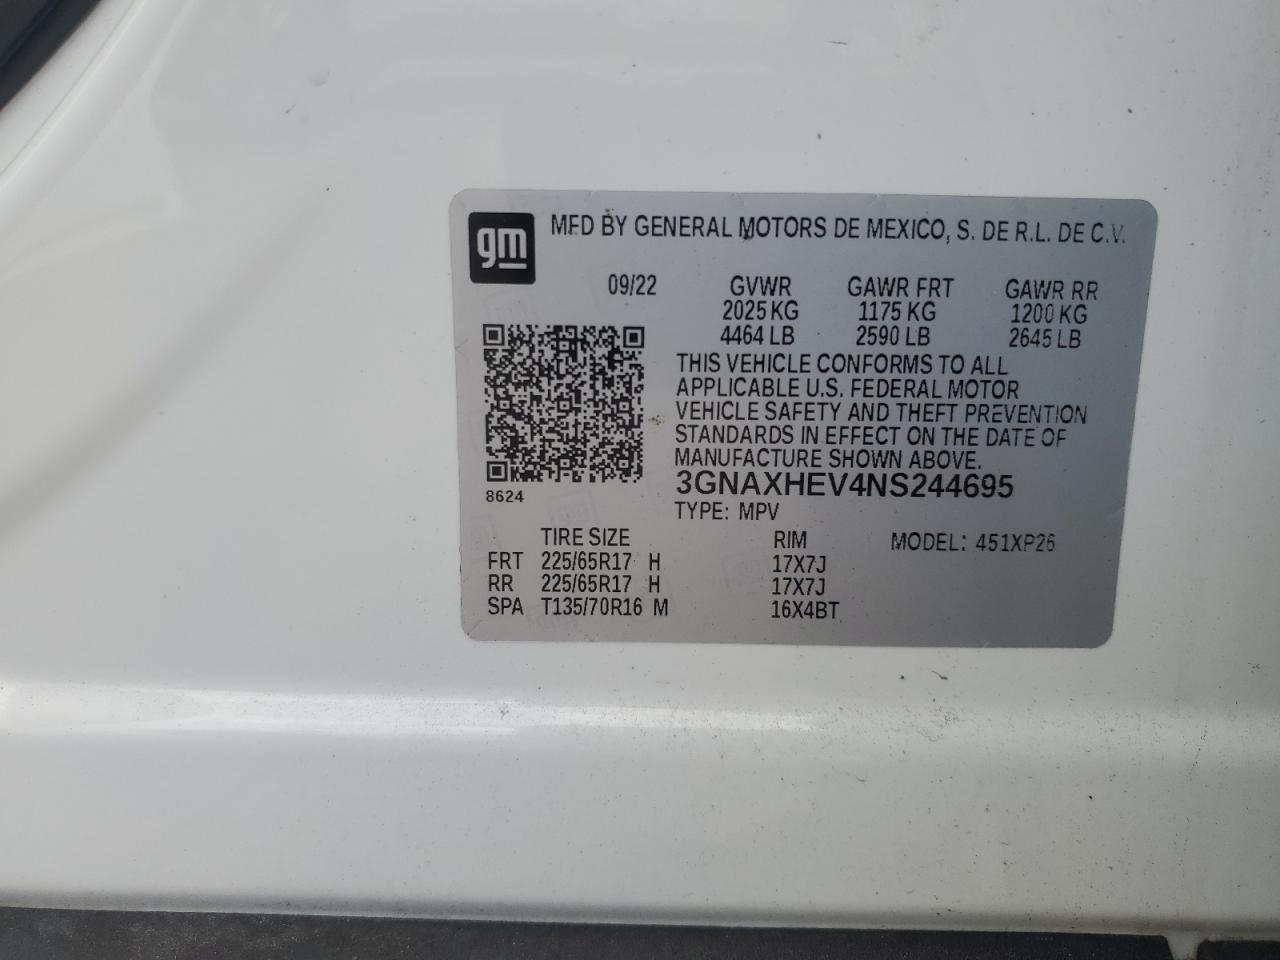 gm
MFD BY GENERAL MOTORS DE MEXICO, S. DE R.L. DE C.V.
09/22 GVWR GAWR FRT GAWR RR
2025 KG 1175 KG 1200 KG
4464 LB 2590 LB 2645 LB
THIS VEHICLE CONFORMS TO ALL
APPLICABLE U.S. FEDERAL MOTOR
VEHICLE SAFETY AND THEFT PREVENTION
STANDARDS IN EFFECT ON THE DATE OF
MANUFACTURE SHOWN ABOVE.
3GNAXHEV4NS244695
8624
TYPE: MPV
TIRE SIZE RIM MODEL: 451XP26
FRT 225/65R17 H 17X7J
RR 225/65R17 H 17X7J
SPA T135/70R16 M 16X4BT